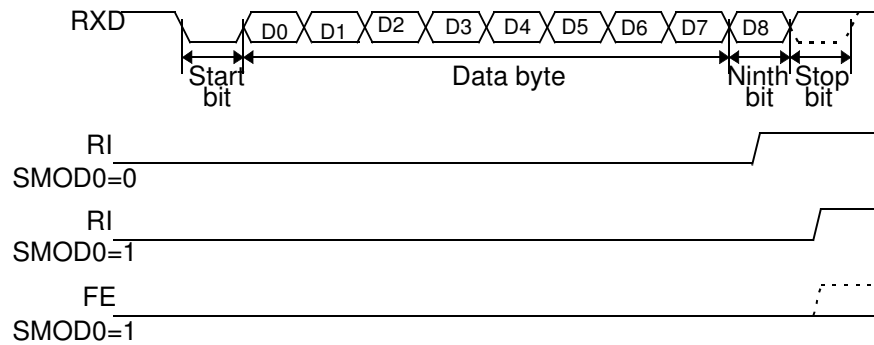 RXD
D0 D1 D2 D3 D4 D5 D6 D7 D8
Start bit
Data byte
Ninth bit
Stop bit
RI
SMOD0=0
RI
SMOD0=1
FE
SMOD0=1